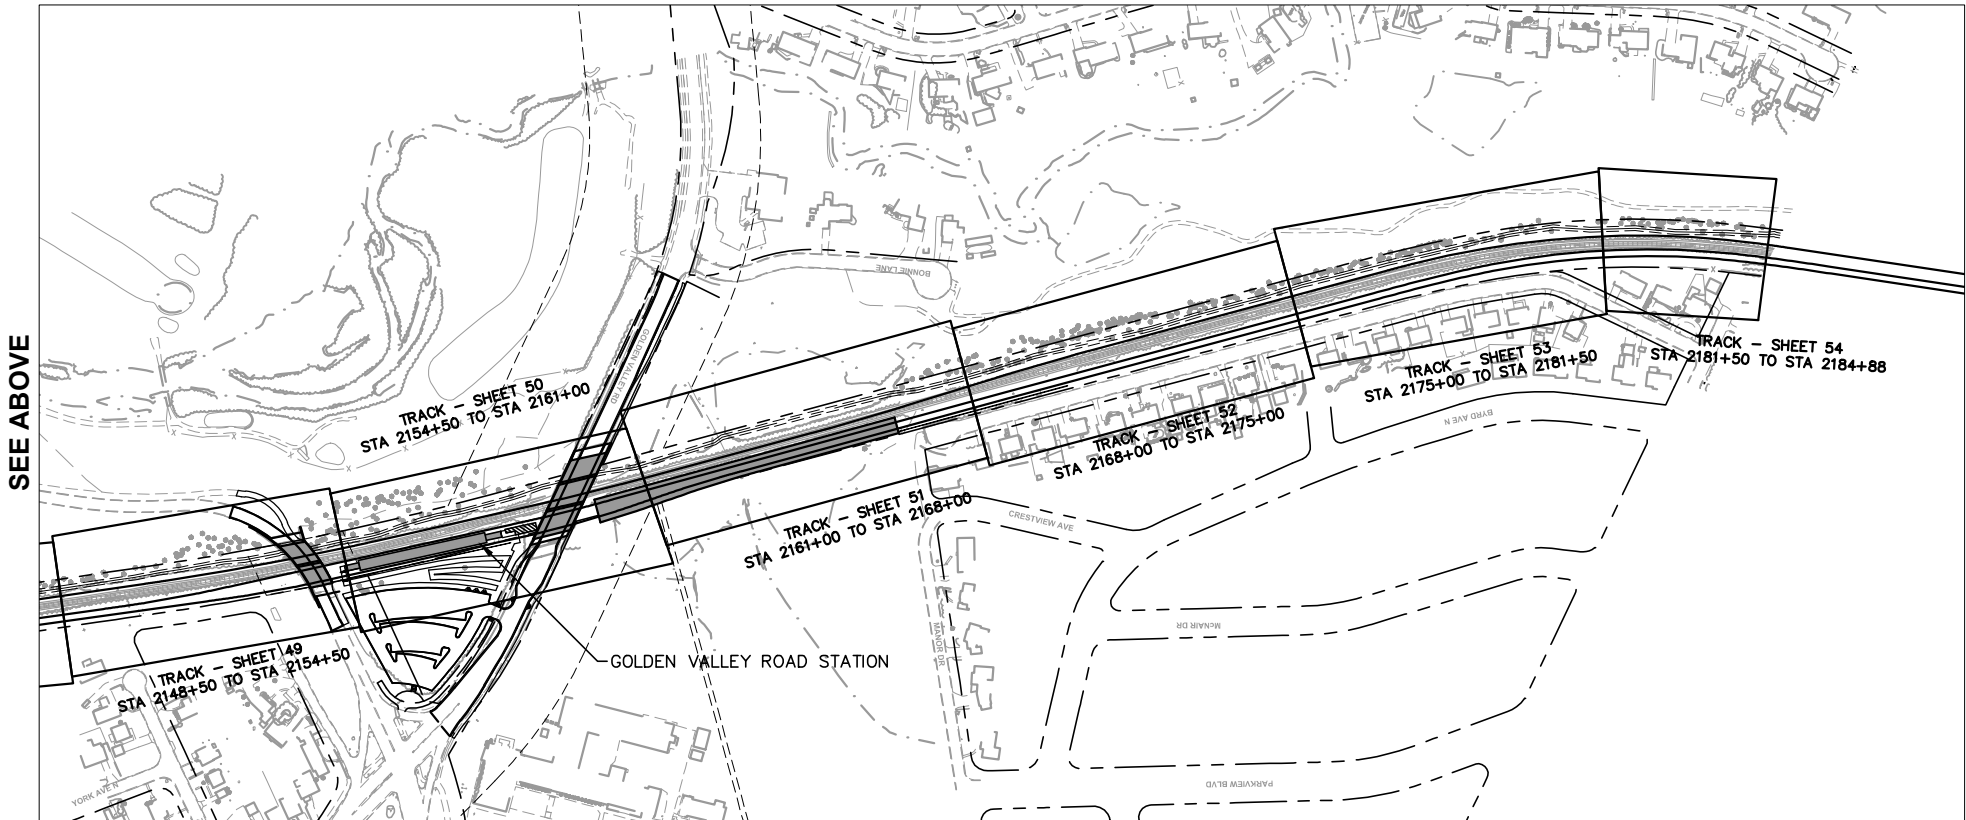 SEE ABOVE
BONNIE LANE
GOLDEN VALLEY RD
TRACK - SHEET 50
STA 2154+50 TO STA 2161+00
TRACK - SHEET 54
STA 2181+50 TO STA 2184+88
TRACK - SHEET 53
STA 2175+00 TO STA 2181+50
BYRD AVE N
TRACK - SHEET 52
STA 2168+00 TO STA 2175+00
TRACK - SHEET 51
STA 2161+00 TO STA 2168+00
CRESTVIEW AVE
McNAIR DR
MANOR DR
TRACK - SHEET 49
STA 2148+50 TO STA 2154+50
GOLDEN VALLEY ROAD STATION
YORK AVE N
PARKVIEW BLVD